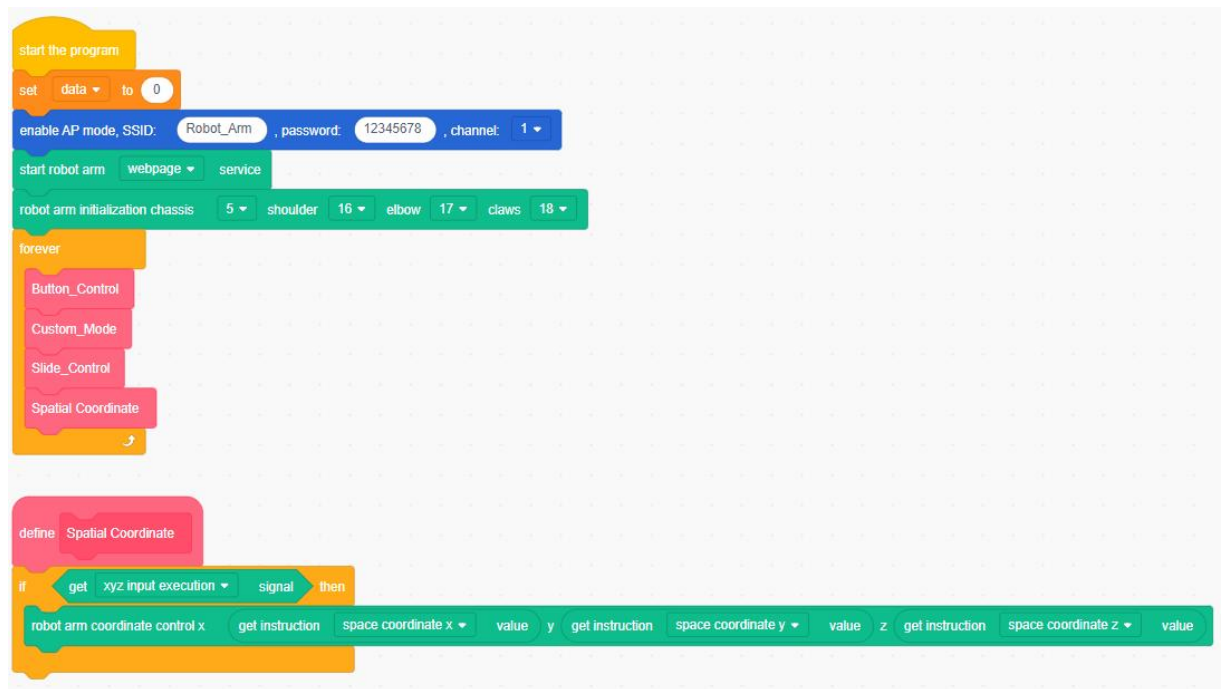 start the program
set data to 0
enable AP mode, SSID: Robot_Arm , password: 12345678 , channel: 1
start robot arm webpage service
robot arm initialization chassis 5 shoulder 16 elbow 17 claws 18
forever
Button_Control
Custom_Mode
Slide_Control
Spatial Coordinate
define Spatial Coordinate
if get xyz input execution signal then
robot arm coordinate control x get instruction space coordinate x value y get instruction space coordinate y value z get instruction space coordinate z value